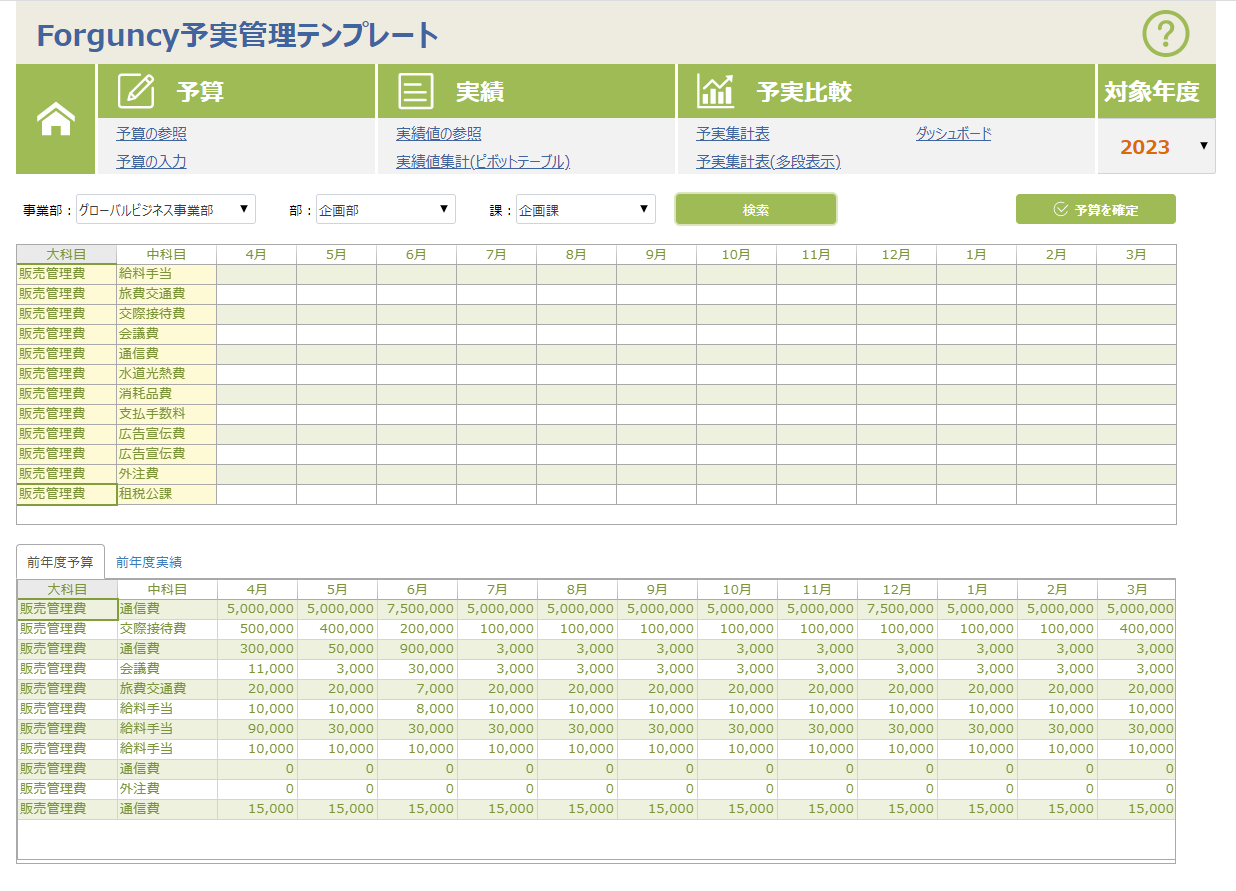 Forguncy予実管理テンプレート
?
予算 実績 予実比較 対象年度
予算の参照 実績値の参照 予実集計表 ダッシュボード
予算の入力 実績値集計(ピボットテーブル) 予実集計表(多段表示) 2023 ▼
事業部： グローバルビジネス事業部 ▼ 部： 企画部 ▼ 課： 企画課 ▼ 検索 予算を確定
大科目 中科目 4月 5月 6月 7月 8月 9月 10月 11月 12月 1月 2月 3月
販売管理費 給料手当
販売管理費 旅費交通費
販売管理費 交際接待費
販売管理費 会議費
販売管理費 通信費
販売管理費 水道光熱費
販売管理費 消耗品費
販売管理費 支払手数料
販売管理費 広告宣伝費
販売管理費 広告宣伝費
販売管理費 外注費
販売管理費 租税公課
前年度予算 前年度実績
大科目 中科目 4月 5月 6月 7月 8月 9月 10月 11月 12月 1月 2月 3月
販売管理費 通信費 5,000,000 5,000,000 7,500,000 5,000,000 5,000,000 5,000,000 5,000,000 5,000,000 7,500,000 5,000,000 5,000,000 5,000,000
販売管理費 交際接待費 500,000 400,000 200,000 100,000 100,000 100,000 100,000 100,000 100,000 100,000 100,000 400,000
販売管理費 通信費 300,000 50,000 900,000 3,000 3,000 3,000 3,000 3,000 3,000 3,000 3,000 3,000
販売管理費 会議費 11,000 3,000 30,000 3,000 3,000 3,000 3,000 3,000 3,000 3,000 3,000 3,000
販売管理費 旅費交通費 20,000 20,000 7,000 20,000 20,000 20,000 20,000 20,000 20,000 20,000 20,000 20,000
販売管理費 給料手当 10,000 10,000 8,000 10,000 10,000 10,000 10,000 10,000 10,000 10,000 10,000 10,000
販売管理費 給料手当 90,000 30,000 30,000 30,000 30,000 30,000 30,000 30,000 30,000 30,000 30,000 30,000
販売管理費 給料手当 10,000 10,000 10,000 10,000 10,000 10,000 10,000 10,000 10,000 10,000 10,000 10,000
販売管理費 通信費 0 0 0 0 0 0 0 0 0 0 0 0
販売管理費 外注費 0 0 0 0 0 0 0 0 0 0 0 0
販売管理費 通信費 15,000 15,000 15,000 15,000 15,000 15,000 15,000 15,000 15,000 15,000 15,000 15,000